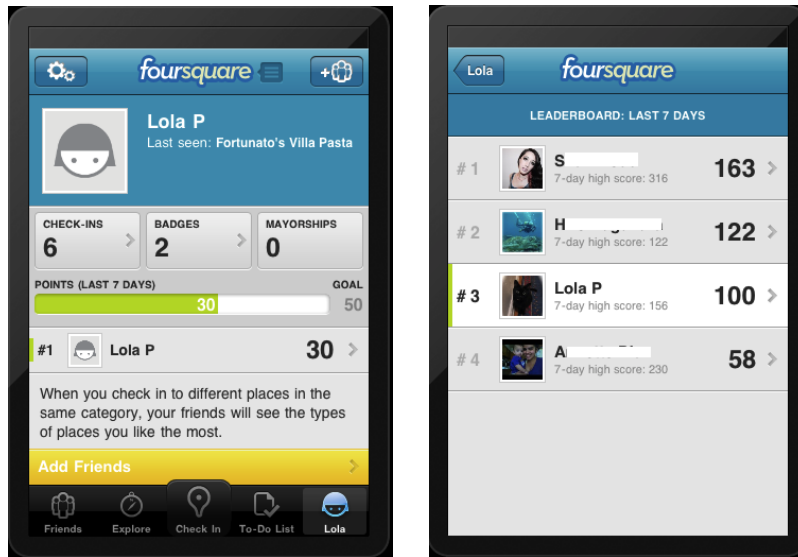 foursquare
Lola P
Last seen: Fortunato's Villa Pasta
CHECK-INS
6
BADGES
2
MAYORSHIPS
0
POINTS (LAST 7 DAYS)
GOAL
30
50
#1 Lola P 30
When you check in to different places in the
same category, your friends will see the types
of places you like the most.
Add Friends
Friends
Explore
Check In
To-Do List
Lola
Lola
foursquare
LEADERBOARD: LAST 7 DAYS
# 1
S
7-day high score: 316
163
# 2
H
7-day high score: 122
122
# 3
Lola P
7-day high score: 156
100
# 4
A
7-day high score: 230
58